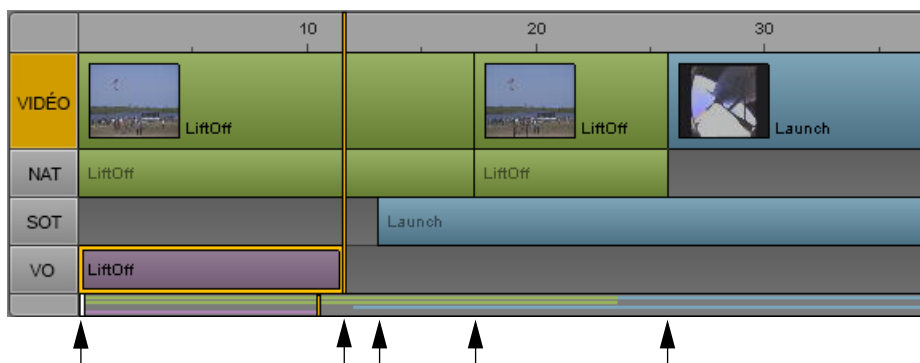 10 20 30
VIDÉO LiftOff LiftOff Launch
NAT LiftOff LiftOff
SOT Launch
VO LiftOff